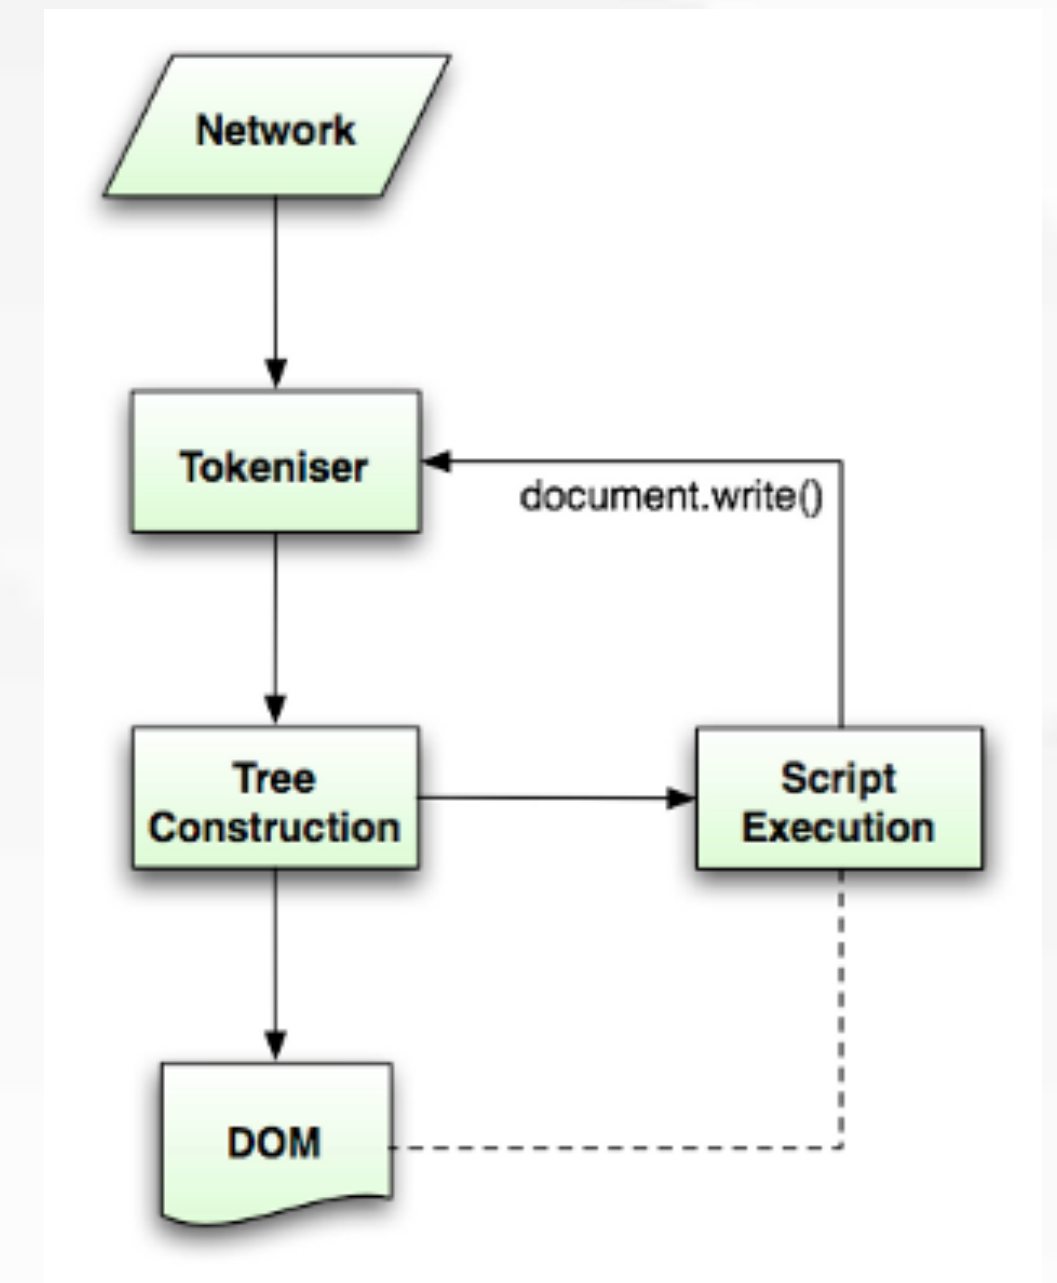 Network
Tokeniser
document.write()
Tree
Construction
Script
Execution
DOM